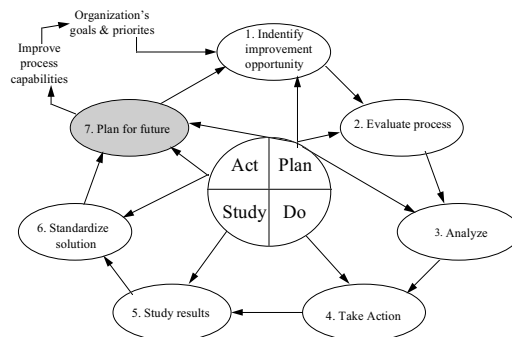 Organization's
goals & priorites
Improve
process
capabilities
1. Indentify
improvement
opportunity
7. Plan for future
2. Evaluate process
Act
Plan
Study
Do
6. Standardize
solution
3. Analyze
5. Study results
4. Take Action